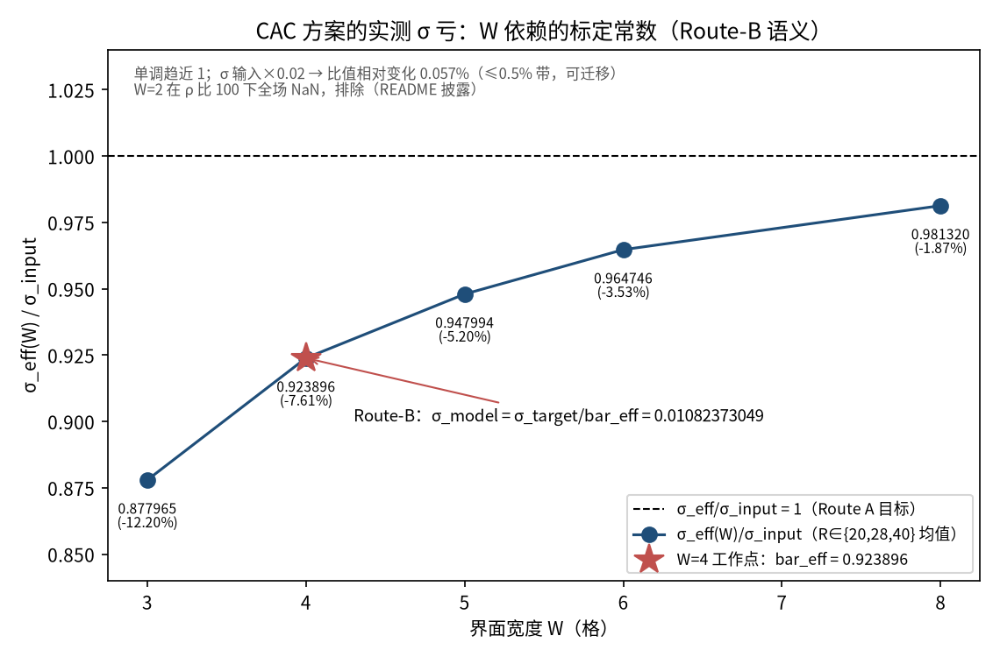 CAC 方案的实测 σ 亏：W 依赖的标定常数（Route-B 语义）
单调趋近 1；σ 输入×0.02 → 比值相对变化 0.057%（≤0.5% 带，可迁移）
W=2 在 ρ 比 100 下全场 NaN，排除（README 披露）
σ_eff(W) / σ_input
1.025
1.000
0.975
0.950
0.925
0.900
0.875
0.850
0.877965
(-12.20%)
0.923896
(-7.61%)
0.947994
(-5.20%)
0.964746
(-3.53%)
0.981320
(-1.87%)
Route-B：σ_model = σ_target/bar_eff = 0.01082373049
σ_eff/σ_input = 1（Route A 目标）
σ_eff(W)/σ_input（R∈{20,28,40} 均值）
W=4 工作点：bar_eff = 0.923896
3
4
5
6
7
8
界面宽度 W（格）